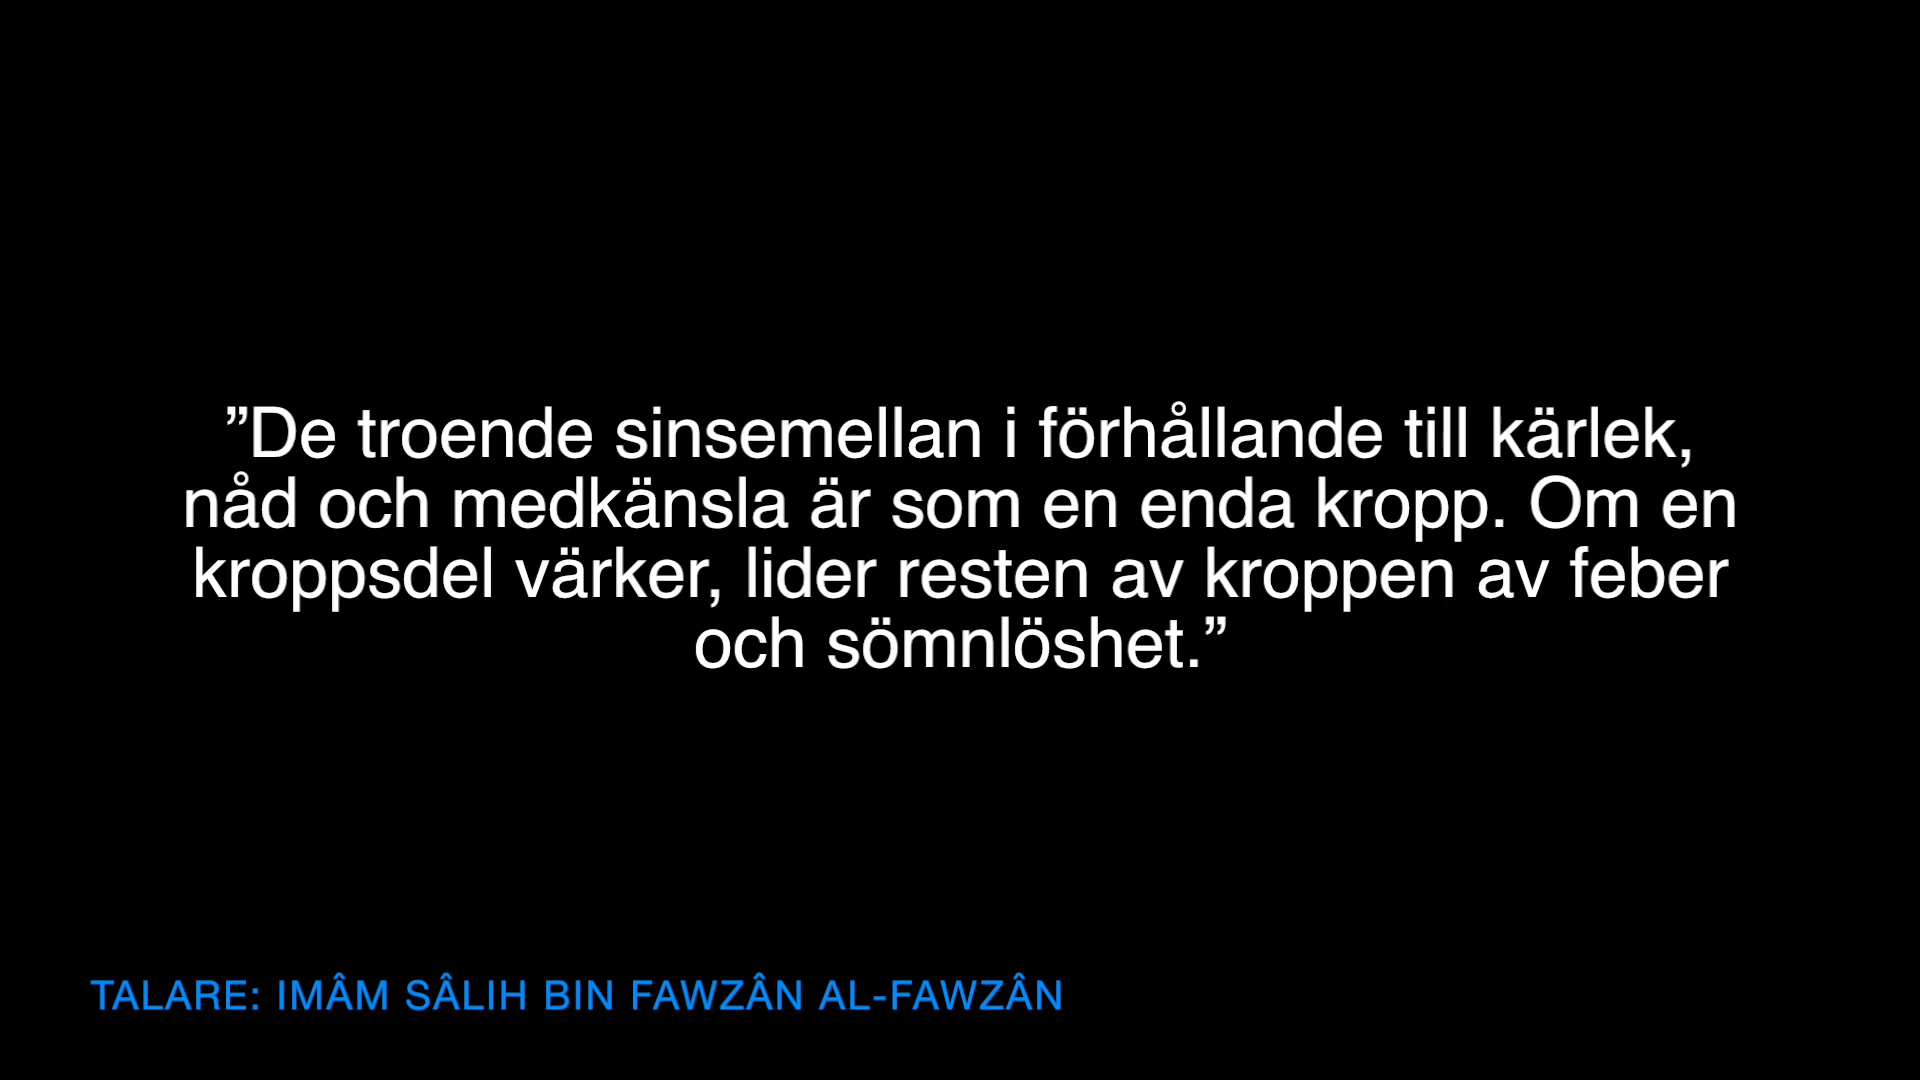 ”De troende sinsemellan i förhållande till kärlek,
nåd och medkänsla är som en enda kropp. Om en
kroppsdel värker, lider resten av kroppen av feber
och sömnlöshet.”
TALARE: IMÂM SÂLIH BIN FAWZÂN AL-FAWZÂN